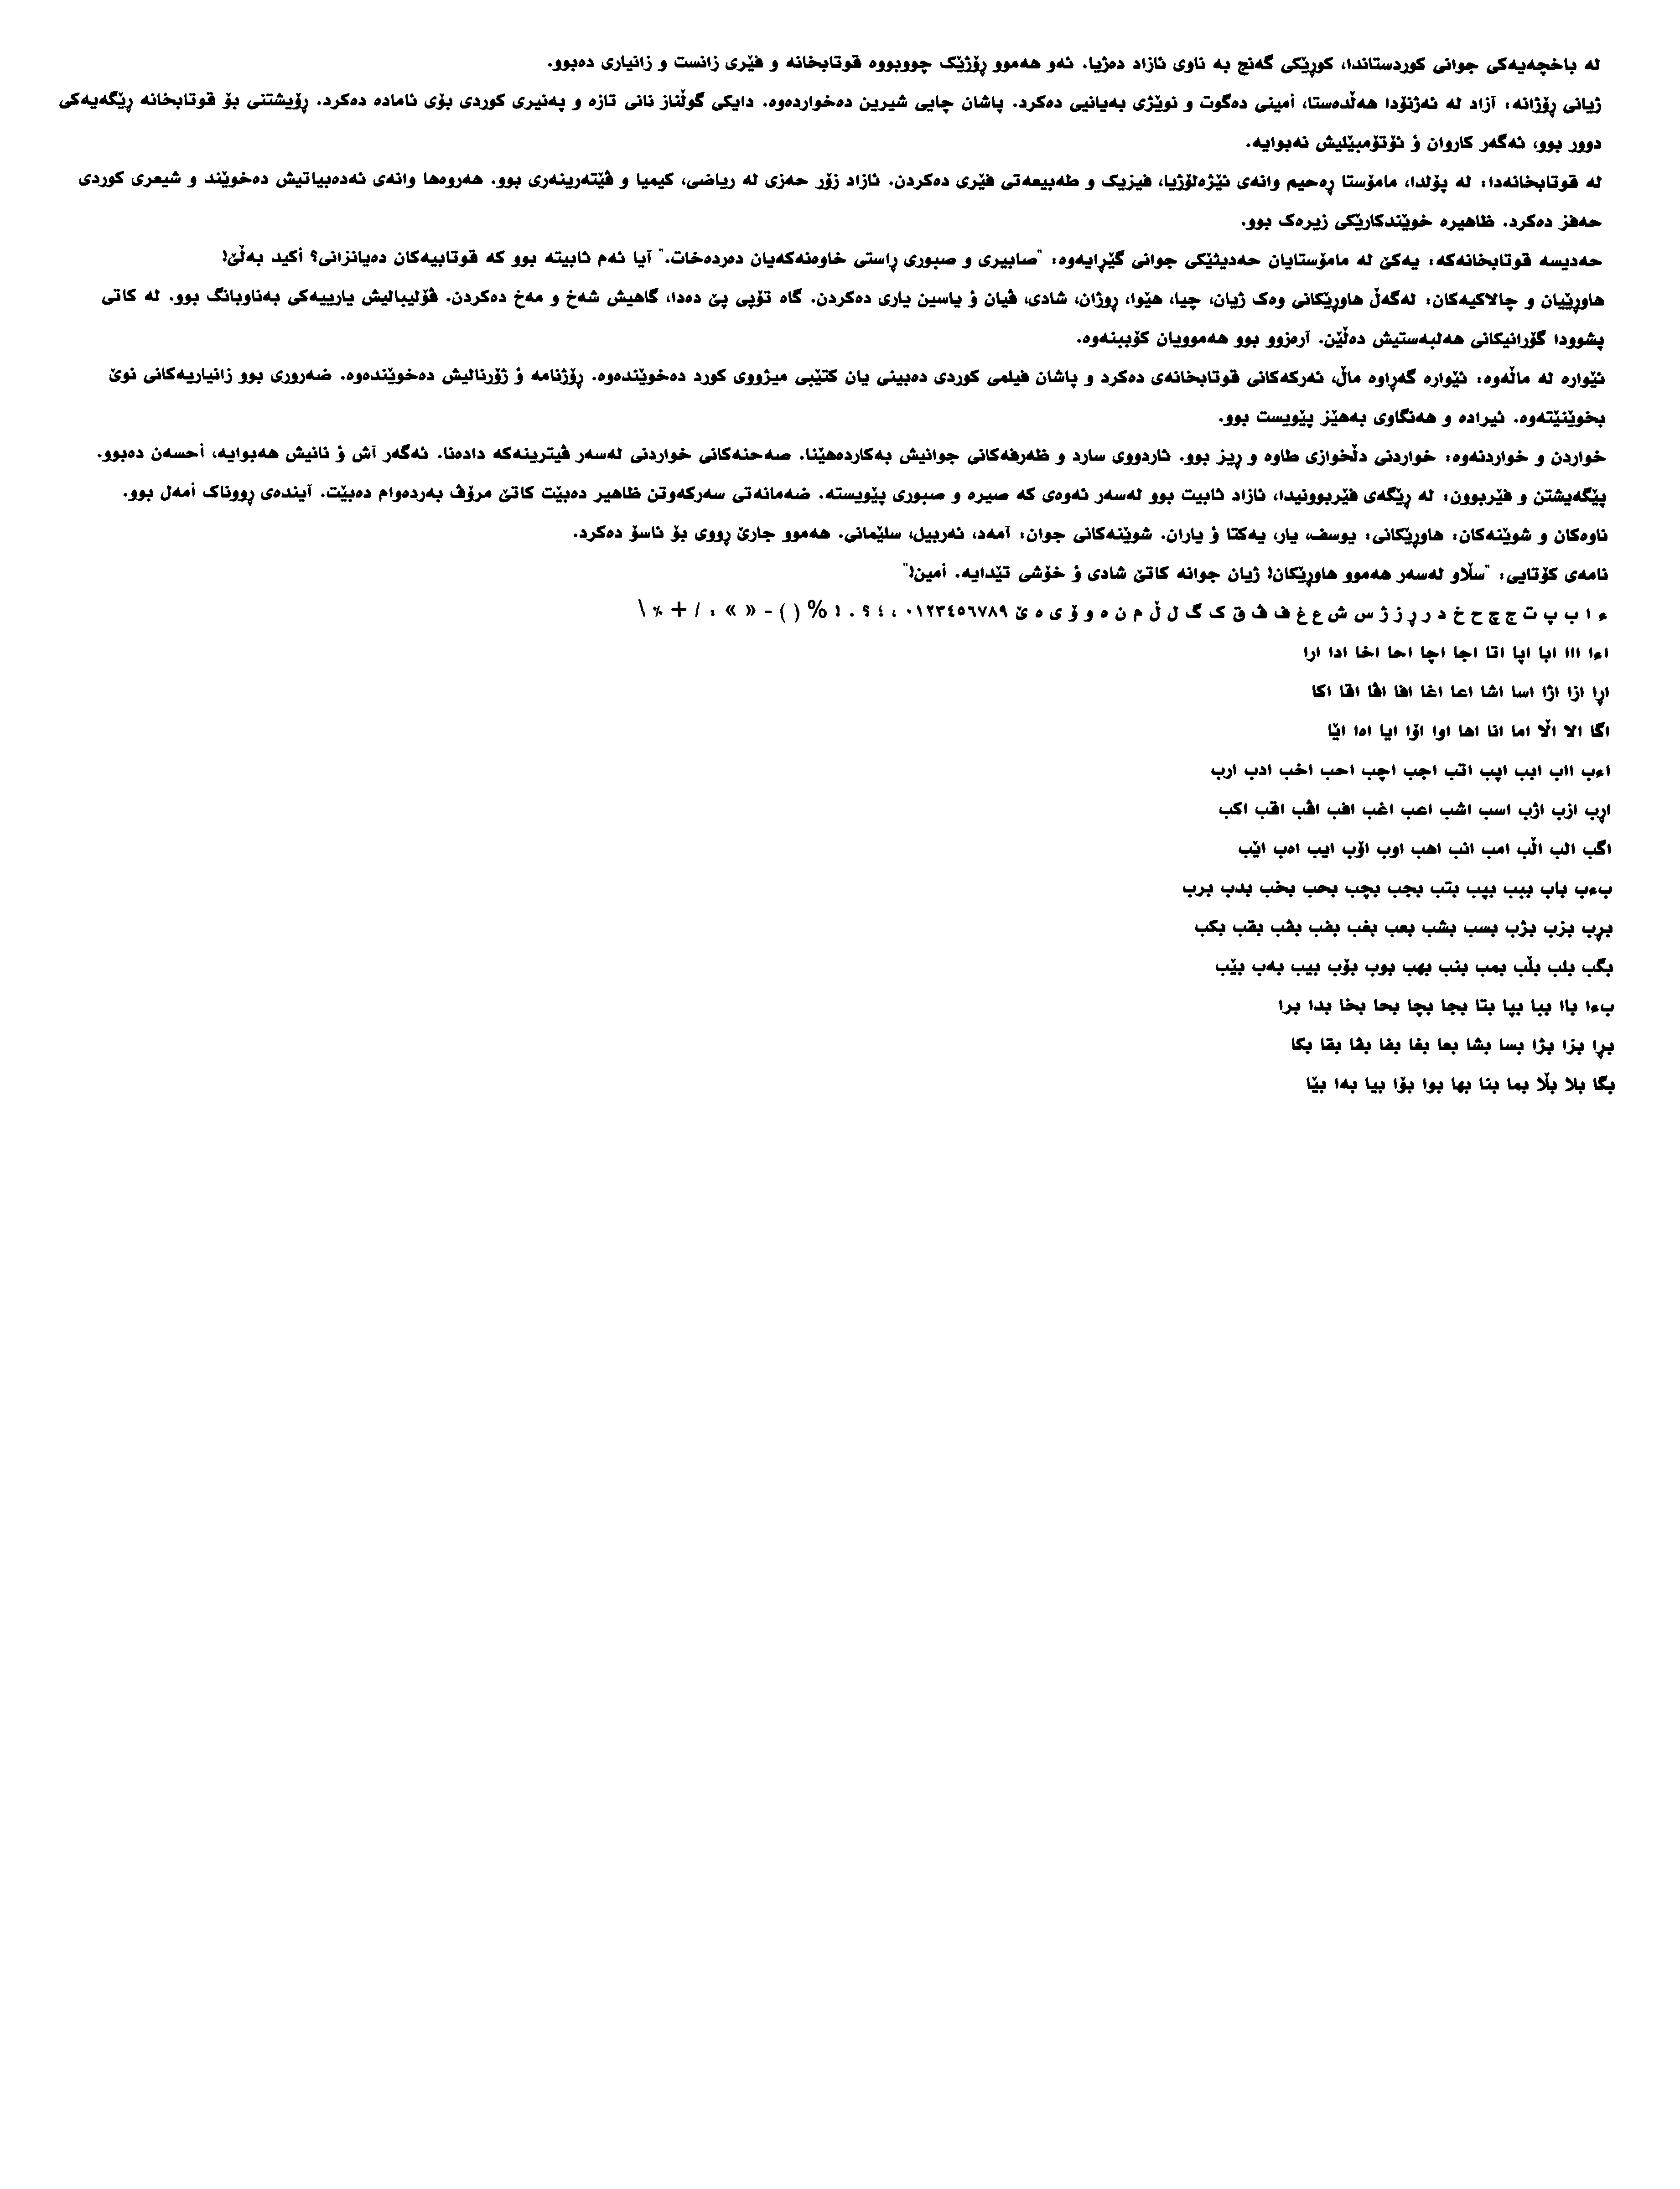 لە باخچەیەکی جوانی کوردستاندا، کوڕێکی گەنج بە ناوی ئازاد دەژیا. ئەو هەموو ڕۆژێک چووبووە قوتابخانە و فێری زانست و زانیاری دەبوو.
ژیانی ڕۆژانە: آزاد لە ئەژنۆدا هەڵدەستا، أمینی دەگوت و نوێژی بەیانیی دەکرد. پاشان چایی شیرین دەخواردەوە. دایکی گوڵناز نانی تازە و پەنیری کوردی بۆی ئامادە دەکرد. ڕۆیشتنی بۆ قوتابخانە ڕێگەیەکی
دوور بوو، ئەگەر کاروان ؤ ئۆتۆمبێلیش نەبوایە.
لە قوتابخانەدا: لە پۆلدا، مامۆستا ڕەحیم وانەی ئێژەلۆژیا، فیزیک و طەبیعەتی فێری دەکردن. ئازاد زۆر حەزی لە ریاضی، کیمیا و ڤێتەرینەری بوو. هەروەها وانەی ئەدەبیاتیش دەخوێند و شیعری کوردی
حەفز دەکرد. ظاهیرە خوێندکارێکی زیرەک بوو.
حەدیسە قوتابخانەکە: یەکێ لە مامۆستایان حەدیثێکی جوانی گێڕایەوە: "صابیری و صبوری ڕاستی خاوەنەکەیان دەردەخات." آیا ئەم ثابیتە بوو کە قوتابیەکان دەیانزانی؟ أکید بەڵێ!
هاوڕێیان و چالاکیەکان: لەگەڵ هاوڕێکانی وەک ژیان، چیا، هێوا، ڕوژان، شادی، ڤیان ؤ یاسین یاری دەکردن. گاه تۆپی پێ دەدا، گاهیش شەخ و مەخ دەکردن. ڤۆلیبالیش یارییەکی بەناوبانگ بوو. لە کاتی
پشوودا گۆرانیکانی هەلبەستیش دەڵێن. آرەزوو بوو هەموویان کۆببنەوە.
ئێوارە لە ماڵەوە: ئێوارە گەڕاوە ماڵ، ئەرکەکانی قوتابخانەی دەکرد و پاشان فیلمی کوردی دەبینی یان کتێبی میژووی کورد دەخوێندەوە. ڕۆژنامە ؤ ژۆرنالیش دەخوێندەوە. ضەروری بوو زانیاریەکانی نوێ
بخوێنێتەوە. ئیرادە و هەنگاوی بەهێز پێویست بوو.
خواردن و خواردنەوە: خواردنی دڵخوازی طاوە و ڕیز بوو. ئاردووی سارد و ظەرفەکانی جوانیش بەکاردەهێنا. صەحنەکانی خواردنی لەسەر ڤیترینەکە دادەنا. ئەگەر آش ؤ نانیش هەبوایە، أحسەن دەبوو.
پێگەیشتن و فێربوون: لە ڕێگەی فێربوونیدا، ئازاد ثابیت بوو لەسەر ئەوەی کە صیرە و صبوری پێویستە. ضەمانەتی سەرکەوتن ظاهیر دەبێت کاتێ مرۆڤ بەردەوام دەبێت. آیندەی ڕووناک أمەل بوو.
ناوەکان و شوێنەکان: هاوڕێکانی: یوسف، یار، یەکتا ؤ یاران. شوێنەکانی جوان: آمەد، ئەربیل، سلێمانی. هەموو جارێ ڕووی بۆ ئاسۆ دەکرد.
نامەی کۆتایی: "سڵاو لەسەر هەموو هاوڕێکان! ژیان جوانە کاتێ شادی ؤ خۆشی تێدایە. أمین!"
ء ا ب پ ت ج چ ح خ د ر ڕ ز ژ س ش ع غ ف ڤ ق ک گ ل ڵ م ن ه و ۆ ی ە ێ ٠١٢٣٤٥٦٧٨٩ ، ؛ ؟ . ! % ( ) - « » : / + ٪ \
اءا ااا ابا اپا اتا اجا اچا احا اخا ادا ارا
اڕا ازا اژا اسا اشا اعا اغا افا اڤا اقا اکا
اگا الا اڵا اما انا اها اوا اۆا ایا اەا اێا
اءب ااب ابب اپب اتب اجب اچب احب اخب ادب ارب
اڕب ازب اژب اسب اشب اعب اغب افب اڤب اقب اکب
اگب الب اڵب امب انب اهب اوب اۆب ایب اەب اێب
بءب باب ببب بپب بتب بجب بچب بحب بخب بدب برب
بڕب بزب بژب بسب بشب بعب بغب بفب بڤب بقب بکب
بگب بلب بڵب بمب بنب بهب بوب بۆب بیب بەب بێب
بءا باا ببا بپا بتا بجا بچا بحا بخا بدا برا
بڕا بزا بژا بسا بشا بعا بغا بفا بڤا بقا بکا
بگا بلا بڵا بما بنا بها بوا بۆا بیا بەا بێا